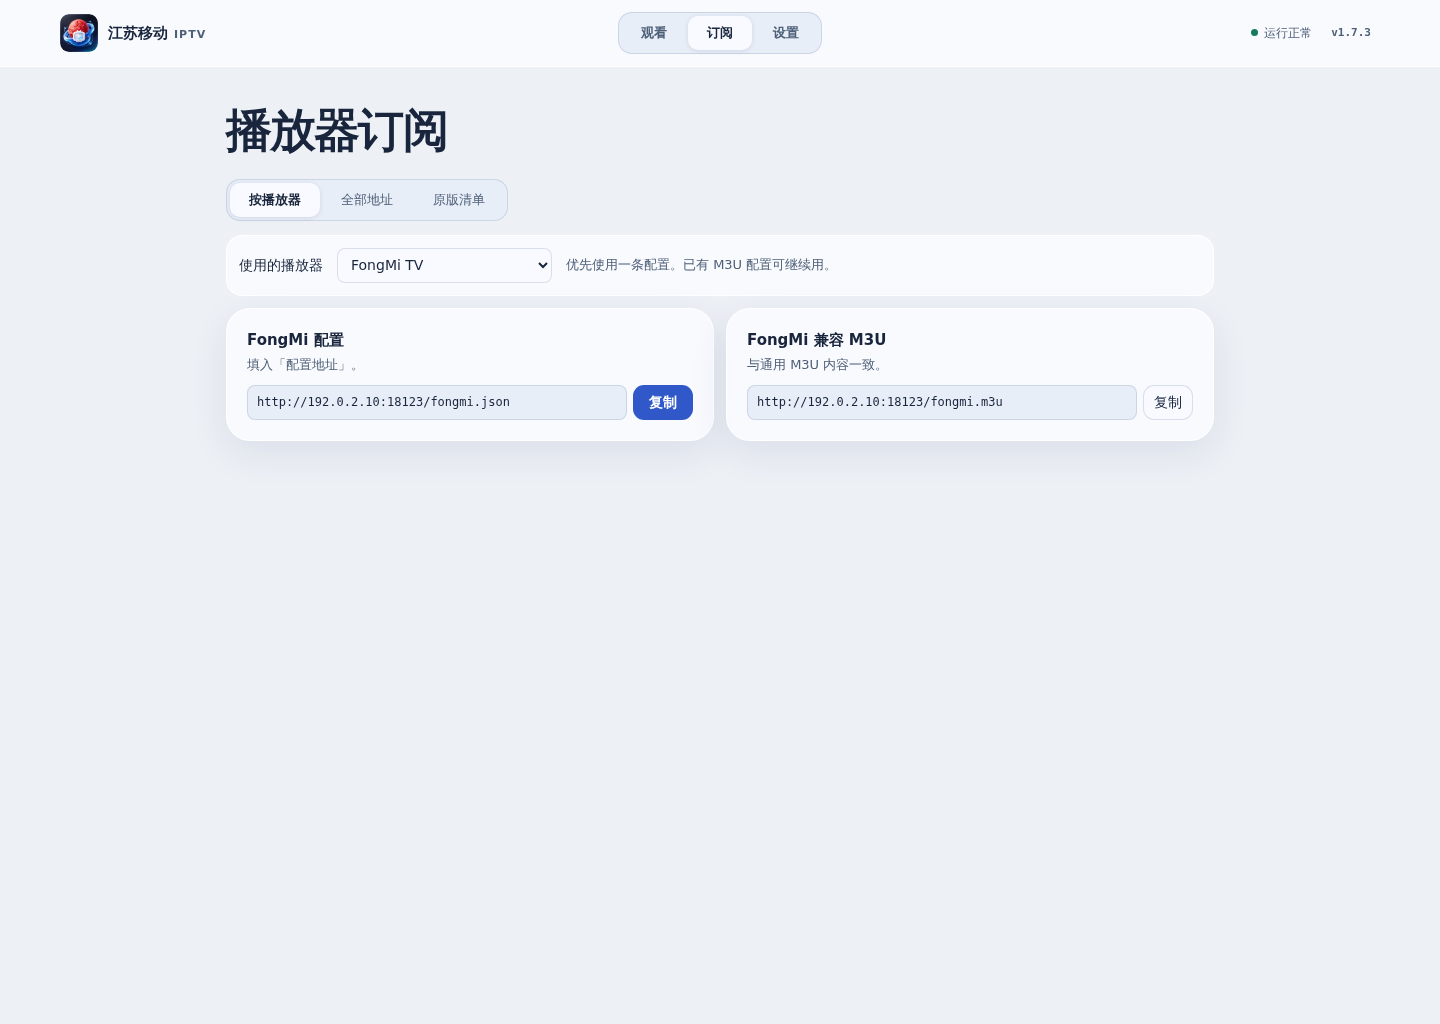 江苏移动 IPTV
观看 订阅 设置
运行正常 v1.7.3
播放器订阅
按播放器 全部地址 原版清单
使用的播放器 FongMi TV 优先使用一条配置。已有 M3U 配置可继续用。
FongMi 配置
填入「配置地址」。
http://192.0.2.10:18123/fongmi.json 复制
FongMi 兼容 M3U
与通用 M3U 内容一致。
http://192.0.2.10:18123/fongmi.m3u 复制